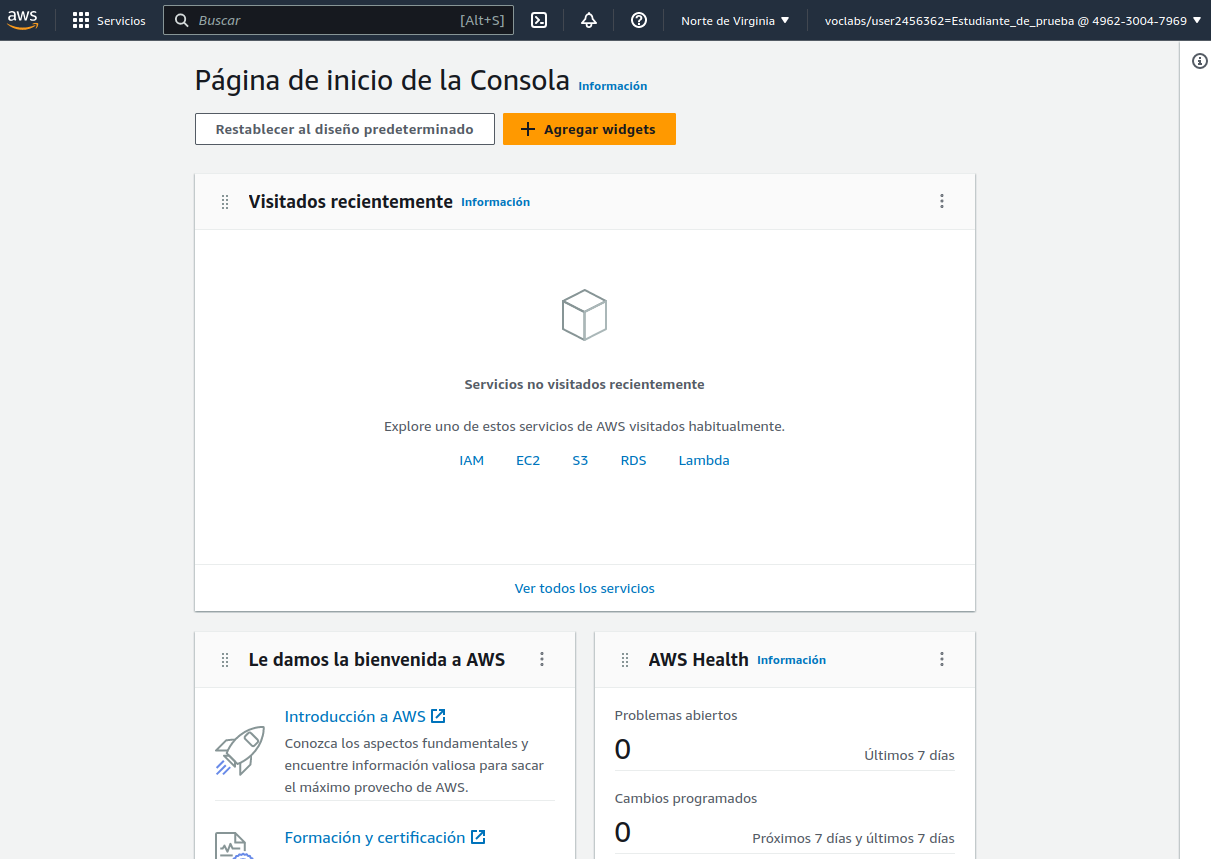 aws Servicios Buscar [Alt+S] Norte de Virginia voclabs/user2456362=Estudiante_de_prueba @ 4962-3004-7969
Página de inicio de la Consola Información
Restablecer al diseño predeterminado Agregar widgets
Visitados recientemente Información
Servicios no visitados recientemente
Explore uno de estos servicios de AWS visitados habitualmente.
IAM EC2 S3 RDS Lambda
Ver todos los servicios
Le damos la bienvenida a AWS
Introducción a AWS
Conozca los aspectos fundamentales y
encuentre información valiosa para sacar
el máximo provecho de AWS.
Formación y certificación
AWS Health Información
Problemas abiertos
0 Últimos 7 días
Cambios programados
0 Próximos 7 días y últimos 7 días